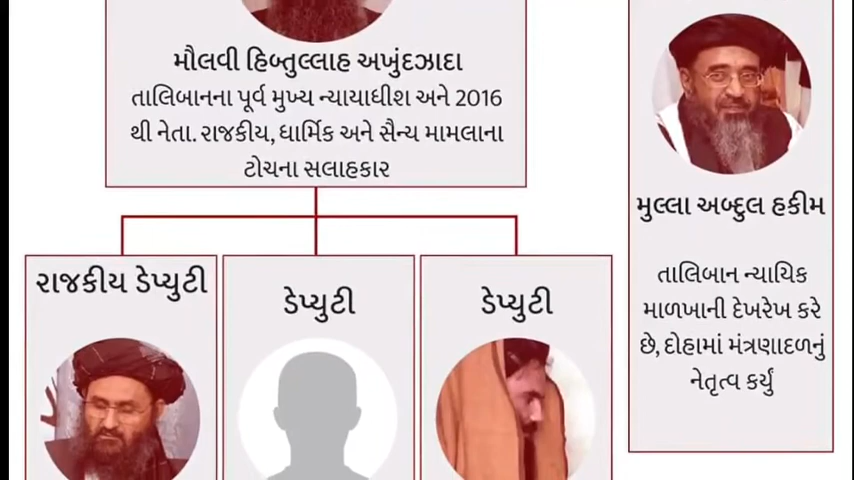 મૌલવી હિબ્તુલ્લાહ અખુંદઝાદા
તાલિબાનના પૂર્વ મુખ્ય ન્યાયાધીશ અને 2016
થી નેતા. રાજકીય, ધાર્મિક અને સૈન્ય મામલાના
ટોચના સલાહકાર
રાજકીય ડેપ્યુટી
ડેપ્યુટી
ડેપ્યુટી
મુલ્લા અબ્દુલ હકીમ
તાલિબાન ન્યાયિક
માળખાની દેખરેખ કરે
છે, દોહામાં મંત્રણાદળનું
નેતૃત્વ કર્યું